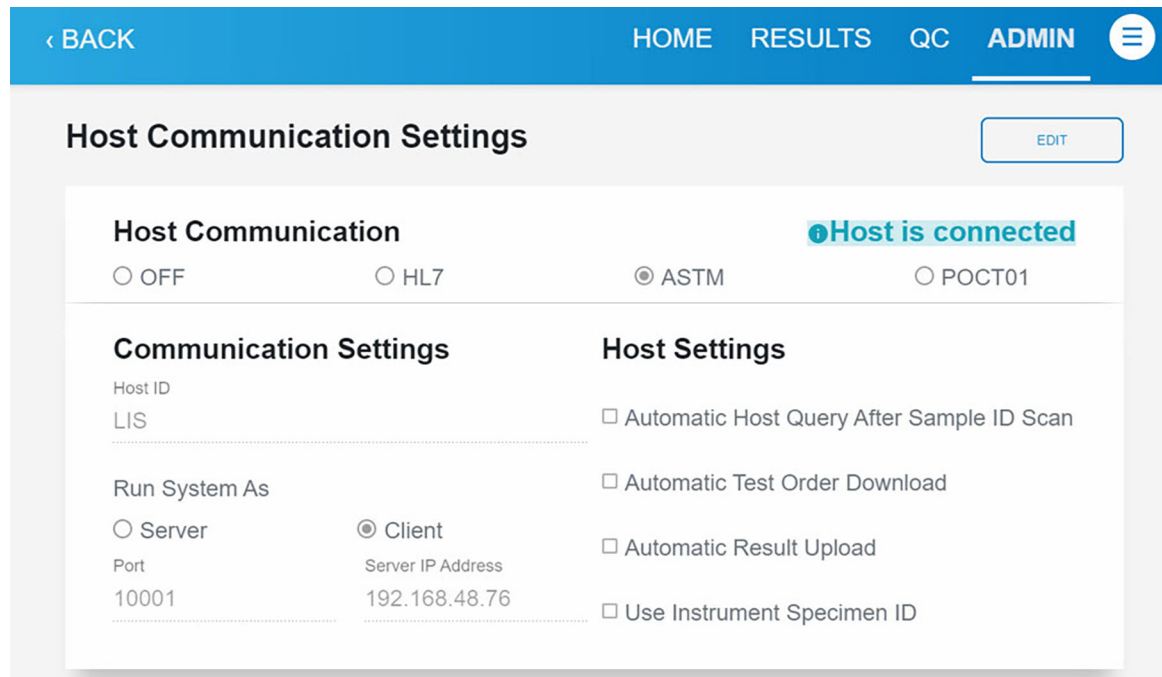 ‹ BACK
HOME RESULTS QC ADMIN
Host Communication Settings
EDIT
Host Communication
Host is connected
OFF HL7 ASTM POCT01
Communication Settings
Host ID
LIS
Run System As
Server Client
Port Server IP Address
10001 192.168.48.76
Host Settings
Automatic Host Query After Sample ID Scan
Automatic Test Order Download
Automatic Result Upload
Use Instrument Specimen ID